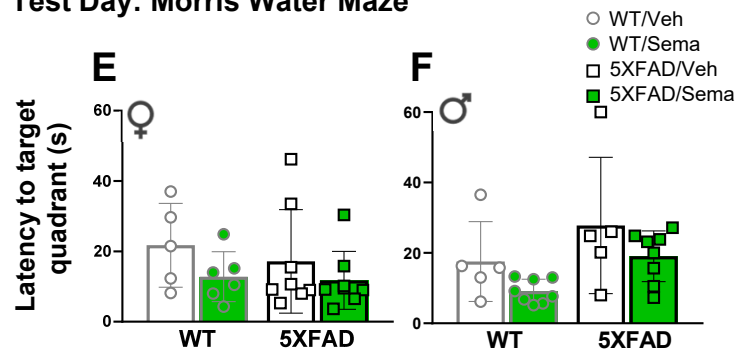 Test Day: Morris Water Maze
WT/Veh
WT/Sema
5XFAD/Veh
5XFAD/Sema
E
F
Latency to target
quadrant (s)
60
40
20
0
WT
5XFAD
60
40
20
0
WT
5XFAD